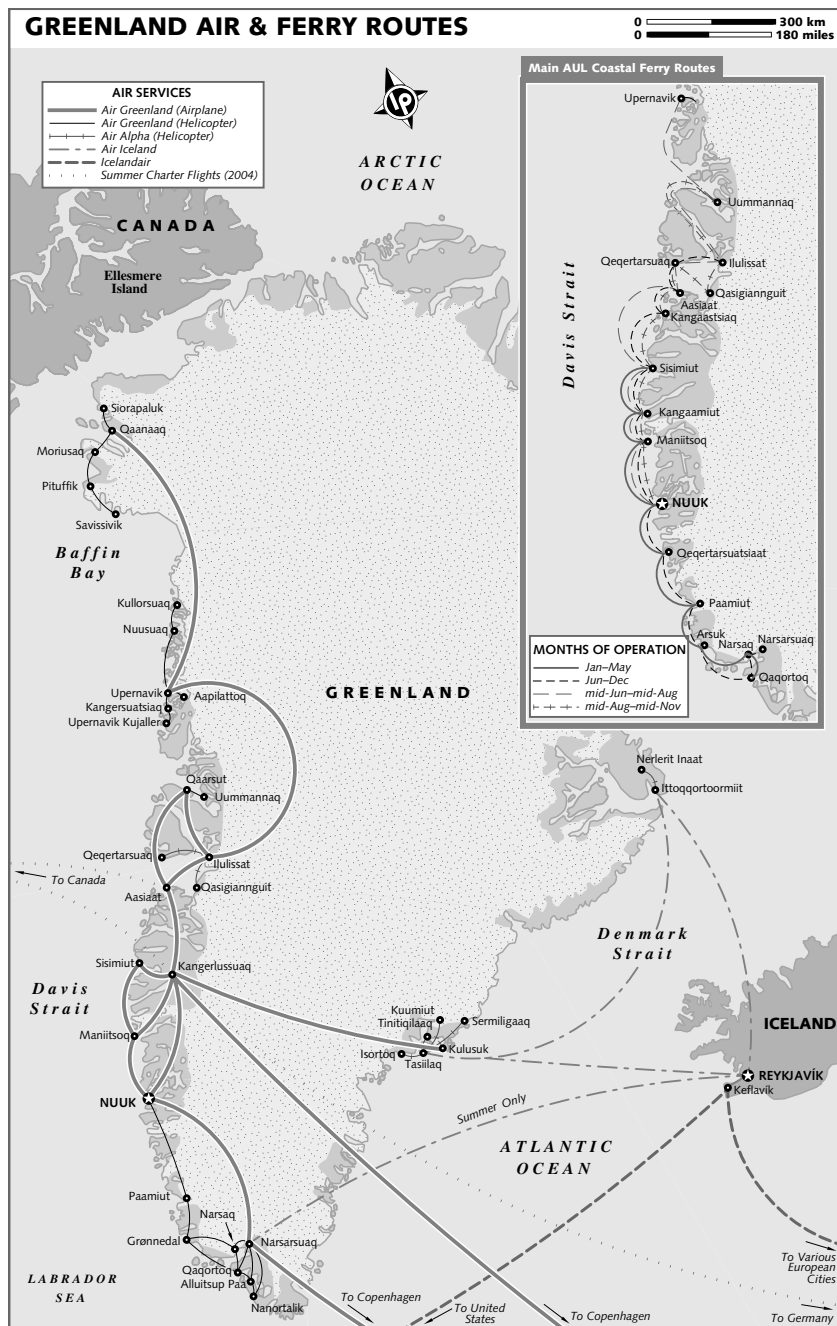 GREENLAND AIR & FERRY ROUTES
0 300 km
0 180 miles
AIR SERVICES
Air Greenland (Airplane)
Air Greenland (Helicopter)
Air Alpha (Helicopter)
Air Iceland
Icelandair
Summer Charter Flights (2004)
LP
ARCTIC
OCEAN
CANADA
Ellesmere
Island
Siorapaluk
Qaanaaq
Moriusaq
Pituffik
Savissivik
Baffin
Bay
Kullorsuaq
Nuusuaq
Upernavik
Aapilattoq
Kangersuatsiaq
Upernavik Kujaller
GREENLAND
Qaarsut
Uummannaq
Qeqertarsuaq
Ilulissat
To Canada
Aasiaat
Qasigiannguit
Sisimiut
Kangerlussuaq
Davis
Strait
Maniitsoq
NUUK
Paamiut
Narsaq
Grønnedal
Narsarsuaq
Qaqortoq
Alluitsup Paa
Nanortalik
LABRADOR
SEA
Nerlerit Inaat
Ittoqqortoormiit
Denmark
Strait
Kuumiut
Tinitiqilaaq
Sermiligaaq
Isortoq
Kulusuk
Tasiilaq
ICELAND
REYKJAVÍK
Keflavík
Summer Only
ATLANTIC
OCEAN
To Various
European
Cities
To Copenhagen
To United
States
To Copenhagen
To Germany
Main AUL Coastal Ferry Routes
Upernavik
Uummannaq
Qeqertarsuaq
Ilulissat
Qasigiannguit
Aasiaat
Kangaastsiaq
Davis Strait
Sisimiut
Kangaamiut
Maniitsoq
NUUK
Qeqertarsuatsiaat
Paamiut
Arsuk
Narsaq
Narsarsuaq
Qaqortoq
MONTHS OF OPERATION
Jan–May
Jun–Dec
mid-Jun–mid-Aug
mid-Aug–mid-Nov